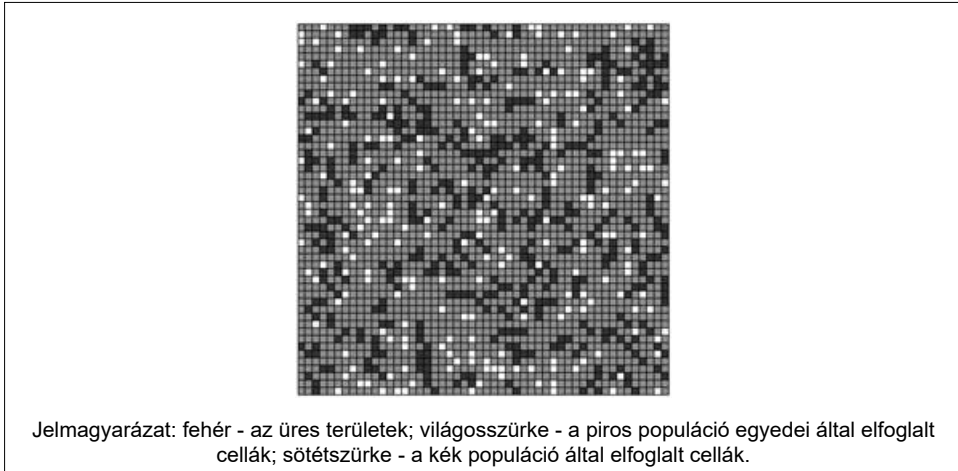 Jelmagyarázat: fehér - az üres területek; világosszürke - a piros populáció egyedei által elfoglalt
cellák; sötétszürke - a kék populáció által elfoglalt cellák.